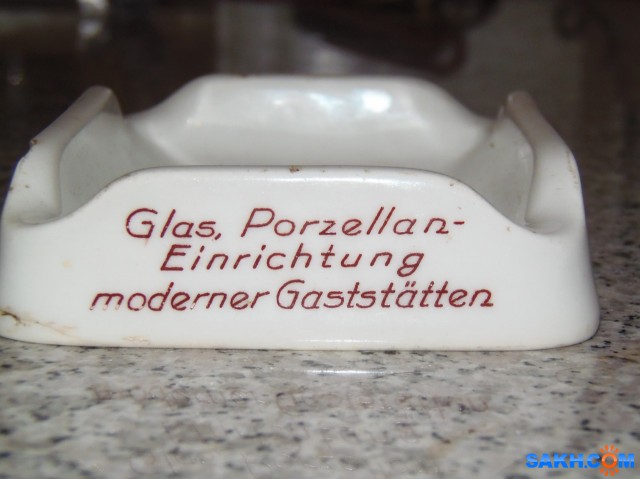 Glas, Porzellan-
Einrichtung
moderner Gaststätten
SAKH.COM